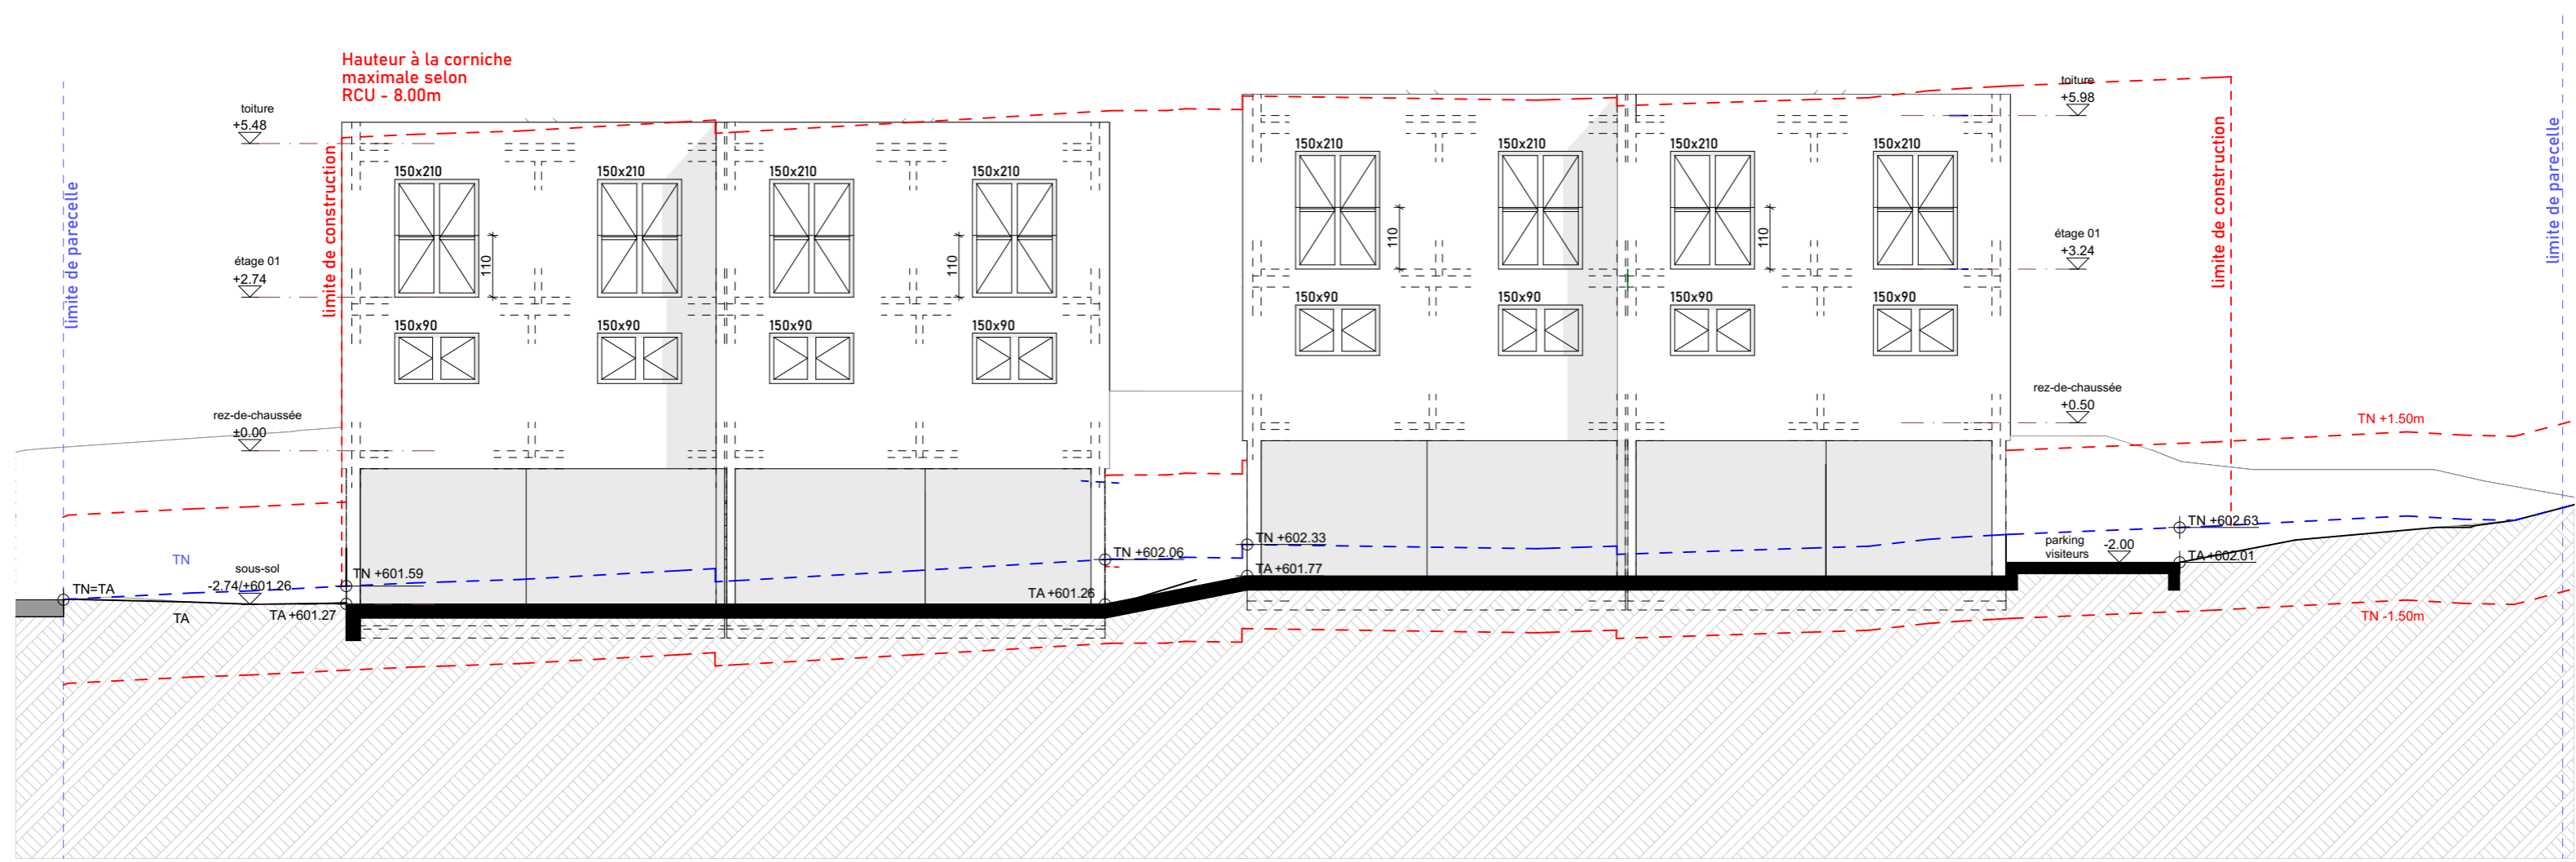 Hauteur à la corniche
maximale selon
RCU - 8.00m
toiture
+5.48
toiture
+5.98
limite de parecelle
limite de construction
limite de construction
limite de parecelle
150x210
150x210
150x210
150x210
150x210
150x210
150x210
150x210
110
110
110
110
étage 01
+2.74
étage 01
+3.24
150x90
150x90
150x90
150x90
150x90
150x90
150x90
150x90
rez-de-chaussée
±0.00
rez-de-chaussée
+0.50
TN +1.50m
TN
TN +601.59
TN +602.06
TN +602.33
TN +602.63
parking
visiteurs
-2.00
TA +602.01
sous-sol
-2.74/+601.26
TN=TA
TA
TA +601.27
TA +601.26
TA +601.77
TN -1.50m